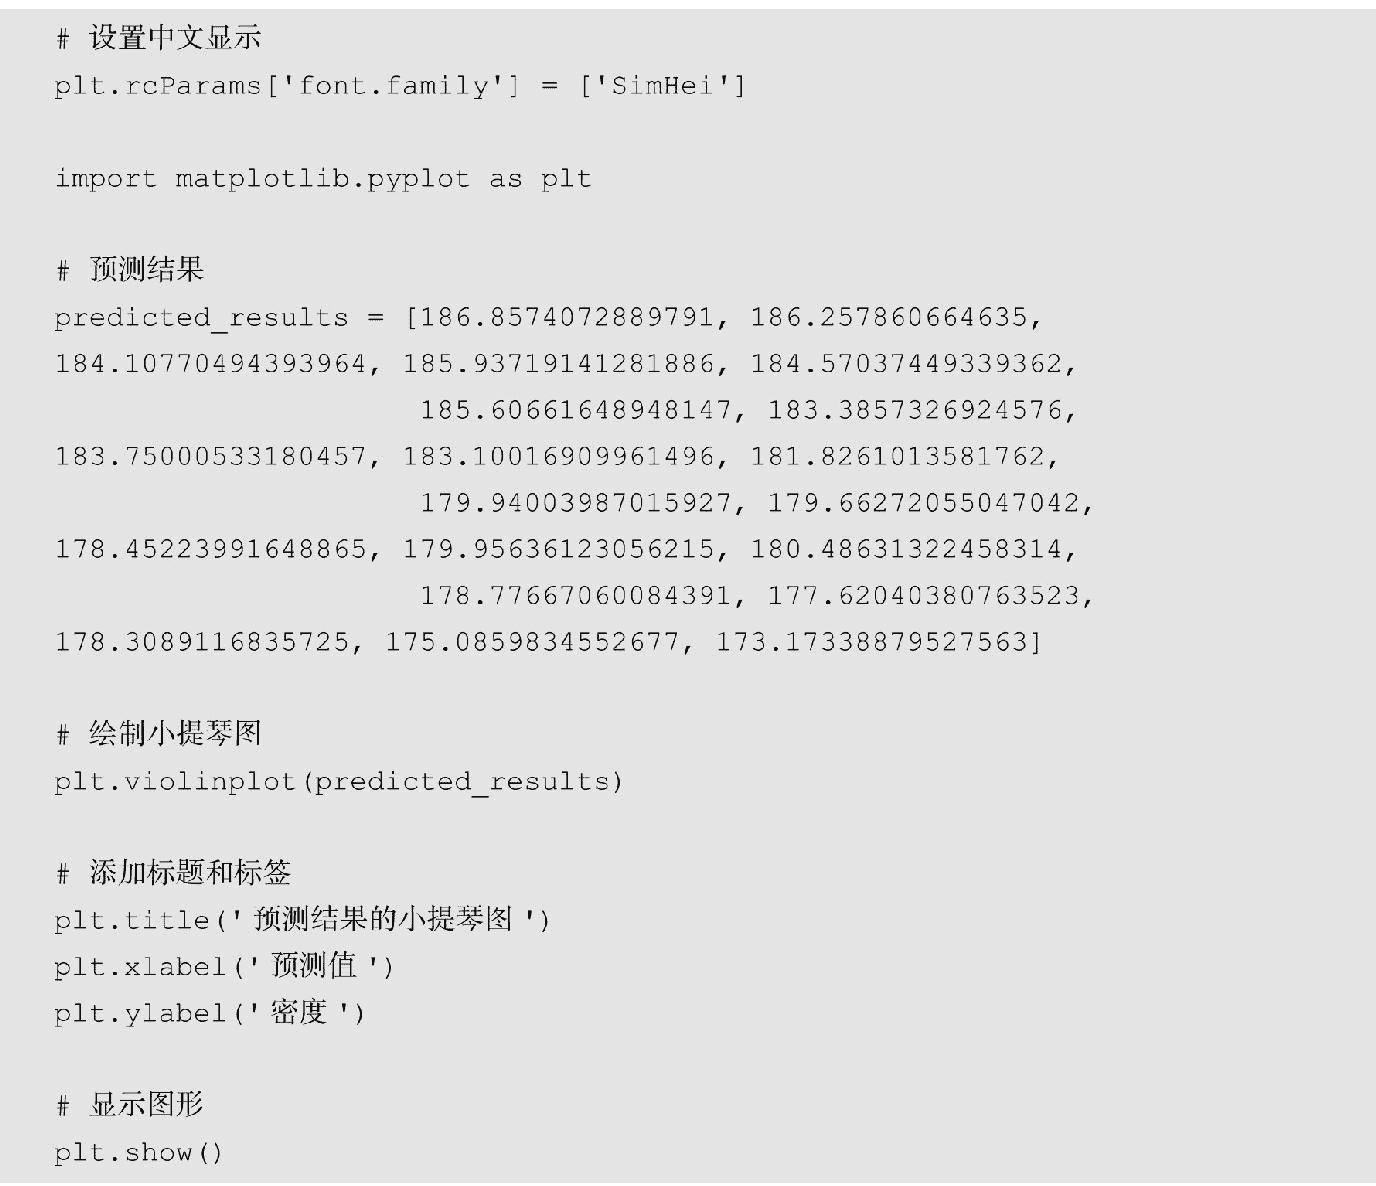 # 设置中文显示
plt.rcParams['font.family'] = ['SimHei']
import matplotlib.pyplot as plt
# 预测结果
predicted_results = [186.8574072889791, 186.257860664635,
184.10770494393964, 185.93719141281886, 184.57037449339362,
185.60661648948147, 183.3857326924576,
183.75000533180457, 183.10016909961496, 181.8261013581762,
179.94003987015927, 179.66272055047042,
178.45223991648865, 179.95636123056215, 180.48631322458314,
178.77667060084391, 177.62040380763523,
178.3089116835725, 175.0859834552677, 173.17338879527563]
# 绘制小提琴图
plt.violinplot(predicted_results)
# 添加标题和标签
plt.title(' 预测结果的小提琴图 ')
plt.xlabel(' 预测值 ')
plt.ylabel(' 密度 ')
# 显示图形
plt.show()